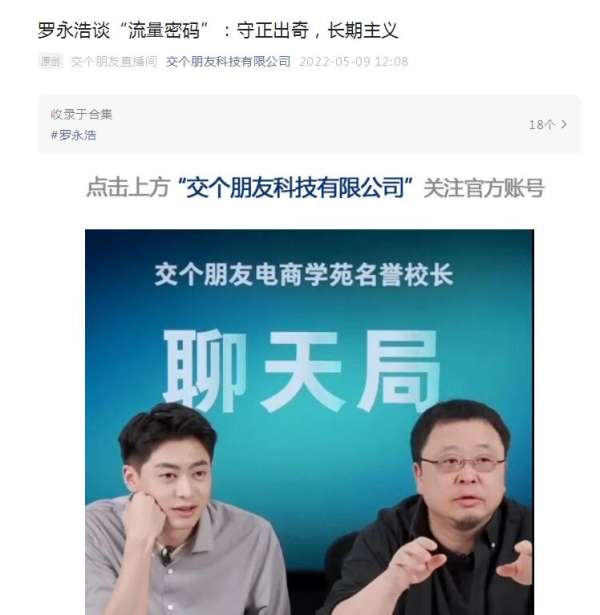 罗永浩谈“流量密码”：守正出奇，长期主义
原创 交个朋友直播间 交个朋友科技有限公司 2022-05-09 12:08
收录于合集
#罗永浩
18个 >
点击上方“交个朋友科技有限公司”关注官方账号
交个朋友电商学苑名誉校长
聊天局